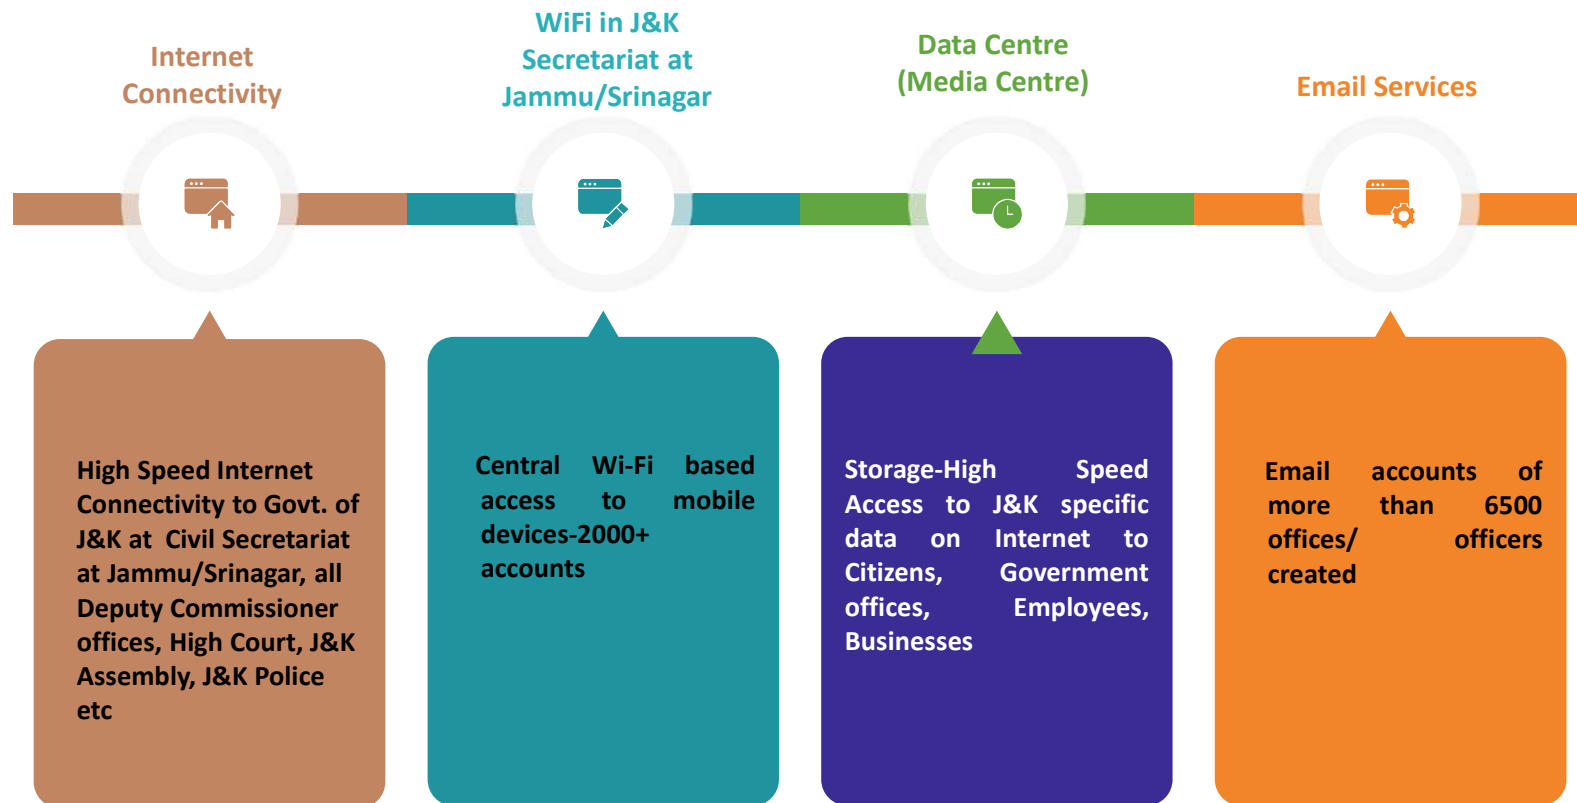 Internet
Connectivity
WiFi in J&K
Secretariat at
Jammu/Srinagar
Data Centre
(Media Centre)
Email Services
High Speed Internet
Connectivity to Govt. of
J&K at Civil Secretariat
at Jammu/Srinagar, all
Deputy Commissioner
offices, High Court, J&K
Assembly, J&K Police
etc
Central Wi-Fi based
access to mobile
devices-2000+
accounts
Storage-High Speed
Access to J&K specific
data on Internet to
Citizens, Government
offices, Employees,
Businesses
Email accounts of
more than 6500
offices/ officers
created